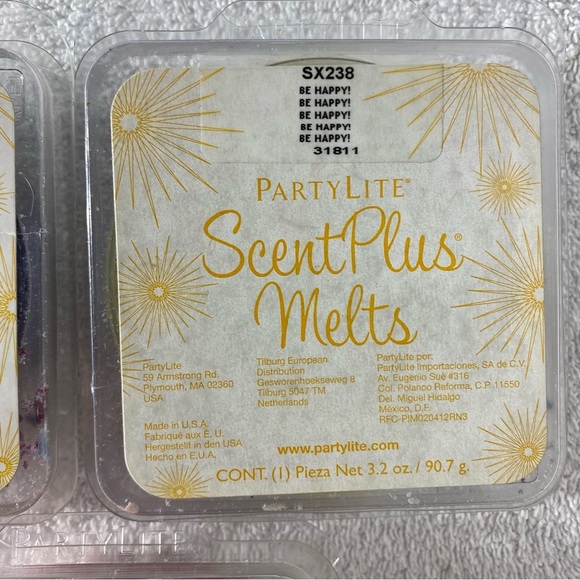 SX238
BE HAPPY!
BE HAPPY!
BE HAPPY!
BE HAPPY!
BE HAPPY!
31811
PARTYLITE®
ScentPlus®
Melts
PartyLite
59 Armstrong Rd.
Plymouth, MA 02360
USA
Made in U.S.A.
Fabriqué aux É. U.
Hergestellt in den USA
Hecho en E.U.A.
Tilburg European
Distribution
Gesworenhoekseweg 8
Tilburg 5047 TM
Netherlands
PartyLite por:
PartyLite Importaciones, SA de C.V.
Av. Eugenio Sué #316
Col. Polanco Reforma, C.P. 11550
Del. Miguel Hidalgo
México, D.F.
RFC-PIM020412RN3
www.partylite.com
CONT. (1) Pieza Net 3.2 oz. / 90.7 g.
PARTYLITE